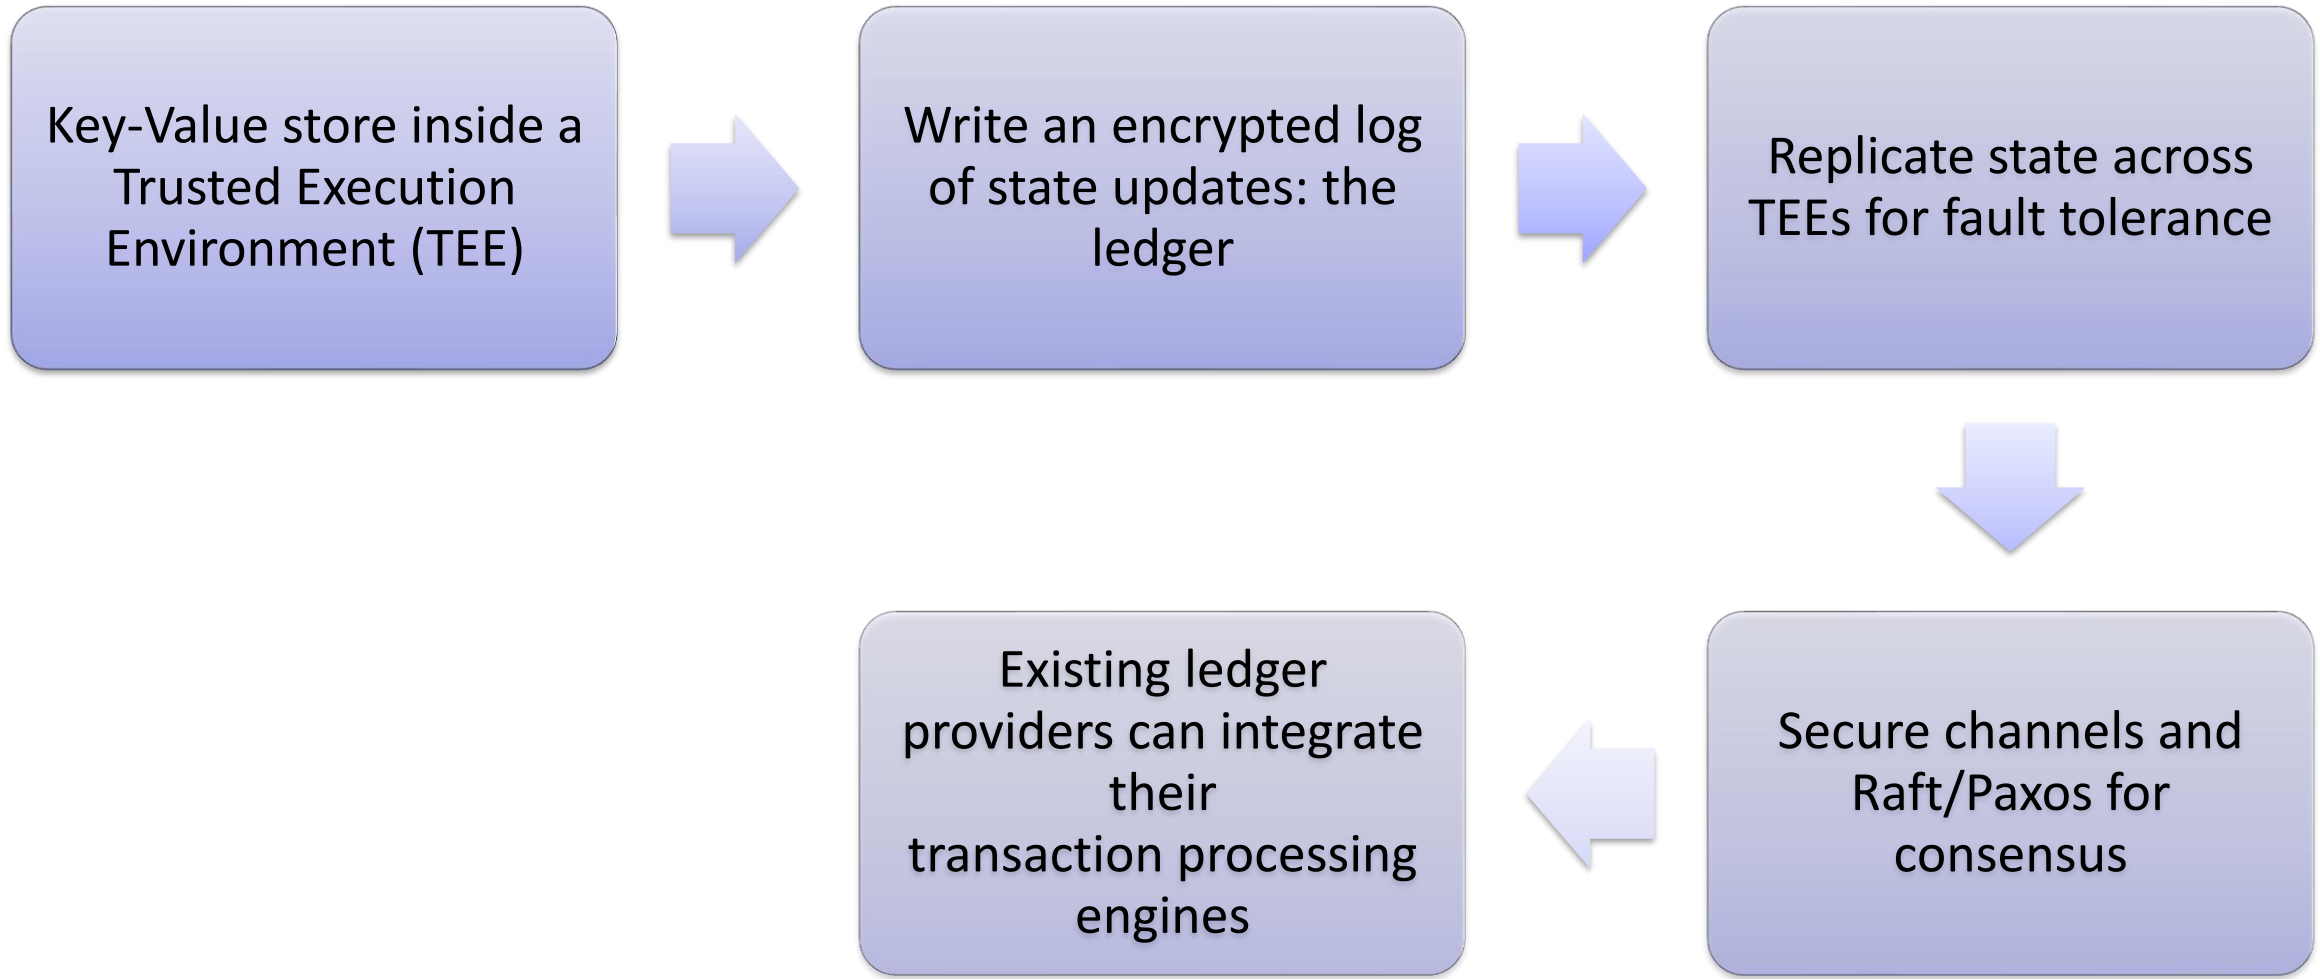 Key-Value store inside a
Trusted Execution
Environment (TEE)
Write an encrypted log
of state updates: the
ledger
Replicate state across
TEEs for fault tolerance
Secure channels and
Raft/Paxos for
consensus
Existing ledger
providers can integrate
their
transaction processing
engines